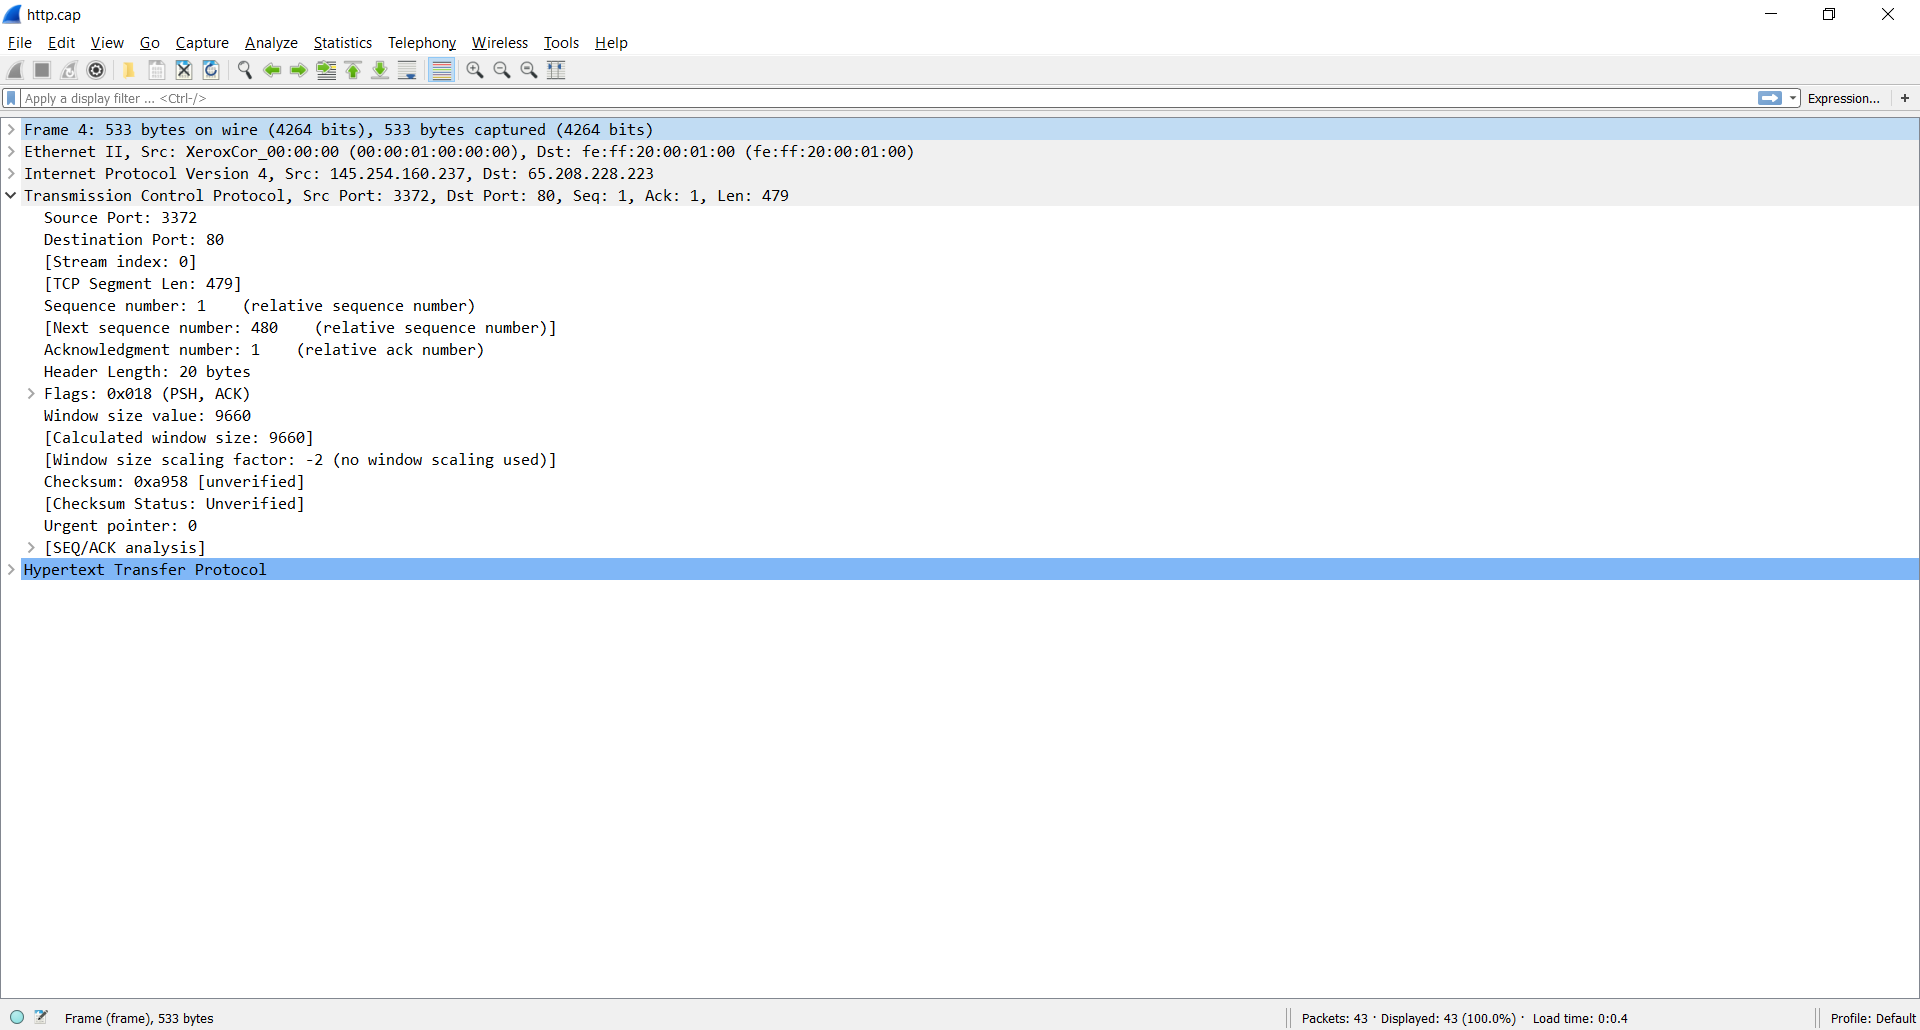 http.cap
File Edit View Go Capture Analyze Statistics Telephony Wireless Tools Help
Apply a display filter ... <Ctrl-/> Expression... +
Frame 4: 533 bytes on wire (4264 bits), 533 bytes captured (4264 bits)
Ethernet II, Src: XeroxCor_00:00:00 (00:00:01:00:00:00), Dst: fe:ff:20:00:01:00 (fe:ff:20:00:01:00)
Internet Protocol Version 4, Src: 145.254.160.237, Dst: 65.208.228.223
Transmission Control Protocol, Src Port: 3372, Dst Port: 80, Seq: 1, Ack: 1, Len: 479
Source Port: 3372
Destination Port: 80
[Stream index: 0]
[TCP Segment Len: 479]
Sequence number: 1    (relative sequence number)
[Next sequence number: 480    (relative sequence number)]
Acknowledgment number: 1    (relative ack number)
Header Length: 20 bytes
Flags: 0x018 (PSH, ACK)
Window size value: 9660
[Calculated window size: 9660]
[Window size scaling factor: -2 (no window scaling used)]
Checksum: 0xa958 [unverified]
[Checksum Status: Unverified]
Urgent pointer: 0
[SEQ/ACK analysis]
Hypertext Transfer Protocol
Frame (frame), 533 bytes Packets: 43 · Displayed: 43 (100.0%) · Load time: 0:0.4 Profile: Default